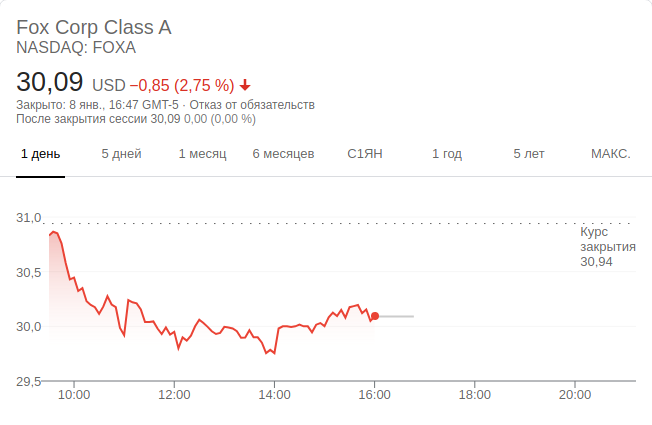 Fox Corp Class A
NASDAQ: FOXA
30,09 USD −0,85 (2,75 %)
Закрыто: 8 янв., 16:47 GMT-5 · Отказ от обязательств
После закрытия сессии 30,09 0,00 (0,00 %)
1 день 5 дней 1 месяц 6 месяцев С1ЯН 1 год 5 лет МАКС.
31,0
Курс
закрытия
30,94
30,5
30,0
29,5
10:00 12:00 14:00 16:00 18:00 20:00